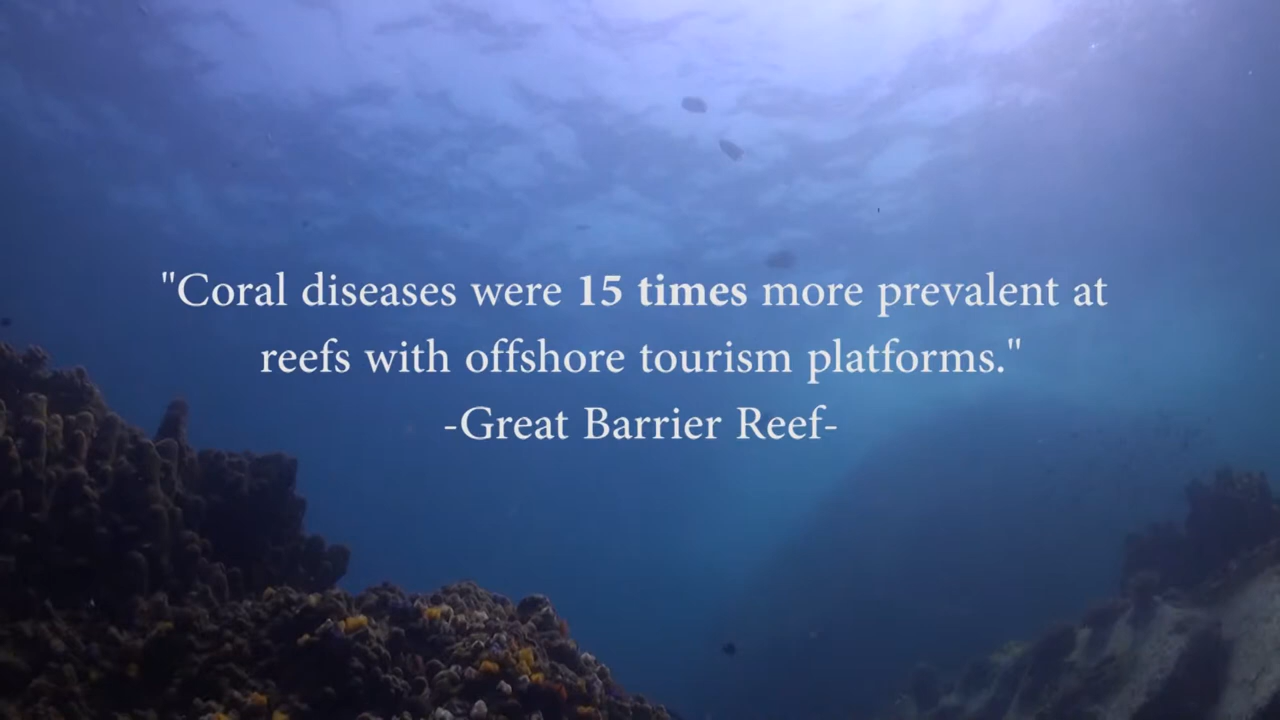 "Coral diseases were 15 times more prevalent at
reefs with offshore tourism platforms."
-Great Barrier Reef-